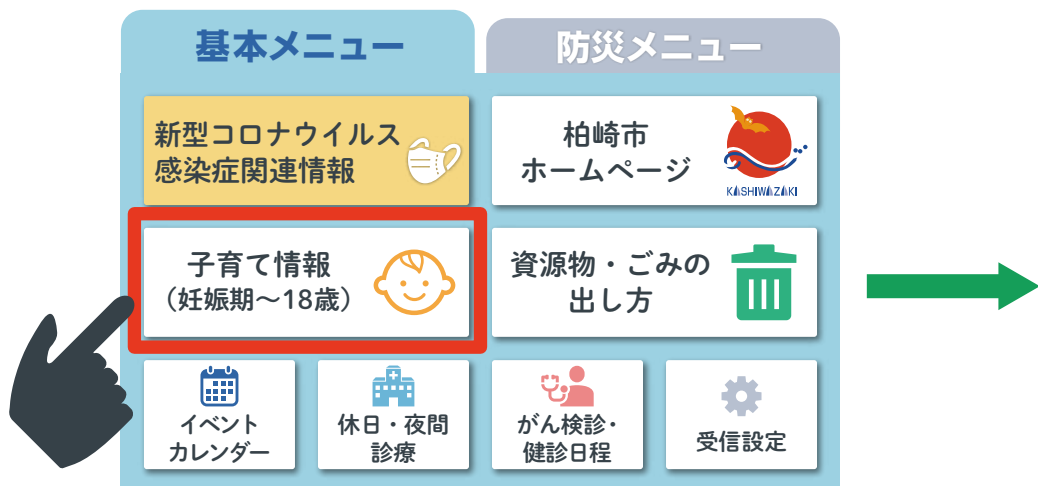 基本メニュー
防災メニュー
新型コロナウイルス
感染症関連情報
柏崎市
ホームページ
KASHIWAZAKI
子育て情報
（妊娠期～18歳）
資源物・ごみの
出し方
イベント
カレンダー
休日・夜間
診療
がん検診・
健診日程
受信設定